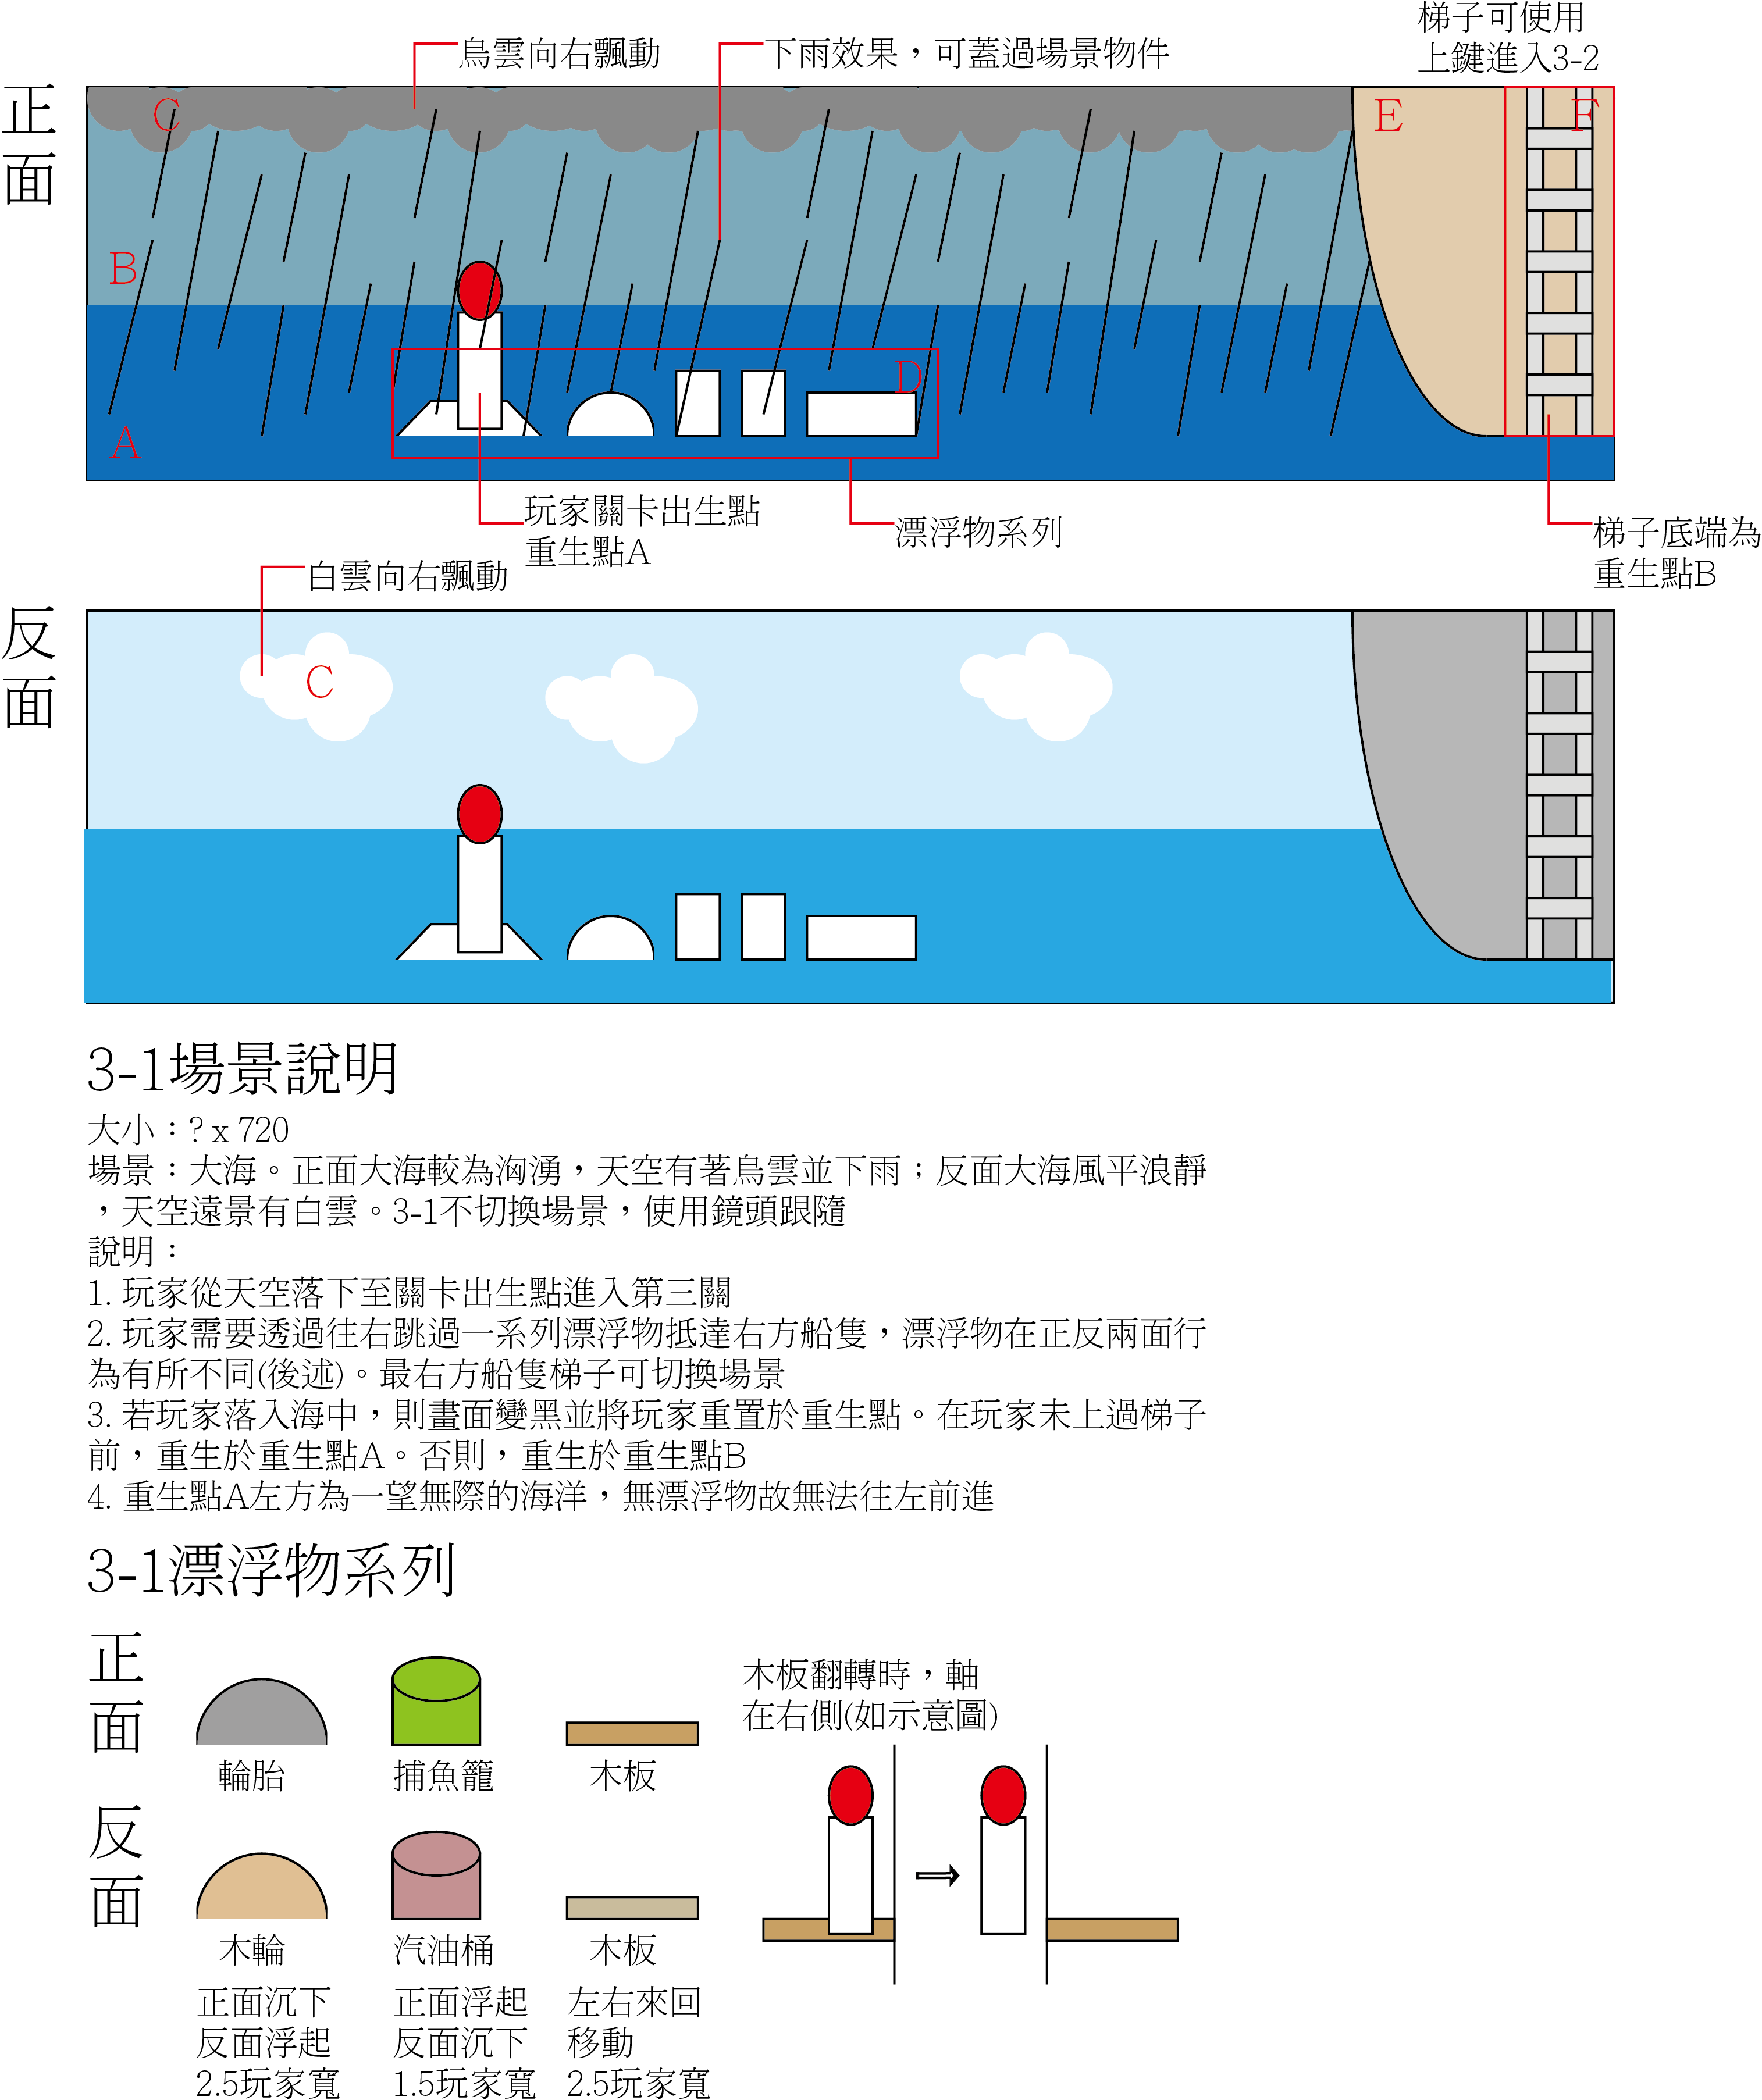 梯子可使用
上鍵進入3-2
烏雲向右飄動
下雨效果，可蓋過場景物件
正面
C
E
F
B
D
A
玩家關卡出生點
重生點A
漂浮物系列
梯子底端為
重生點B
白雲向右飄動
反面
C
3-1場景說明
大小：? x 720
場景：大海。正面大海較為洶湧，天空有著烏雲並下雨；反面大海風平浪靜
，天空遠景有白雲。3-1不切換場景，使用鏡頭跟隨
說明：
1. 玩家從天空落下至關卡出生點進入第三關
2. 玩家需要透過往右跳過一系列漂浮物抵達右方船隻，漂浮物在正反兩面行
為有所不同(後述)。最右方船隻梯子可切換場景
3. 若玩家落入海中，則畫面變黑並將玩家重置於重生點。在玩家未上過梯子
前，重生於重生點A。否則，重生於重生點B
4. 重生點A左方為一望無際的海洋，無漂浮物故無法往左前進
3-1漂浮物系列
正面
輪胎
捕魚籠
木板
木板翻轉時，軸
在右側(如示意圖)
反面
木輪
汽油桶
木板
正面沉下
反面浮起
2.5玩家寬
正面浮起
反面沉下
1.5玩家寬
左右來回
移動
2.5玩家寬